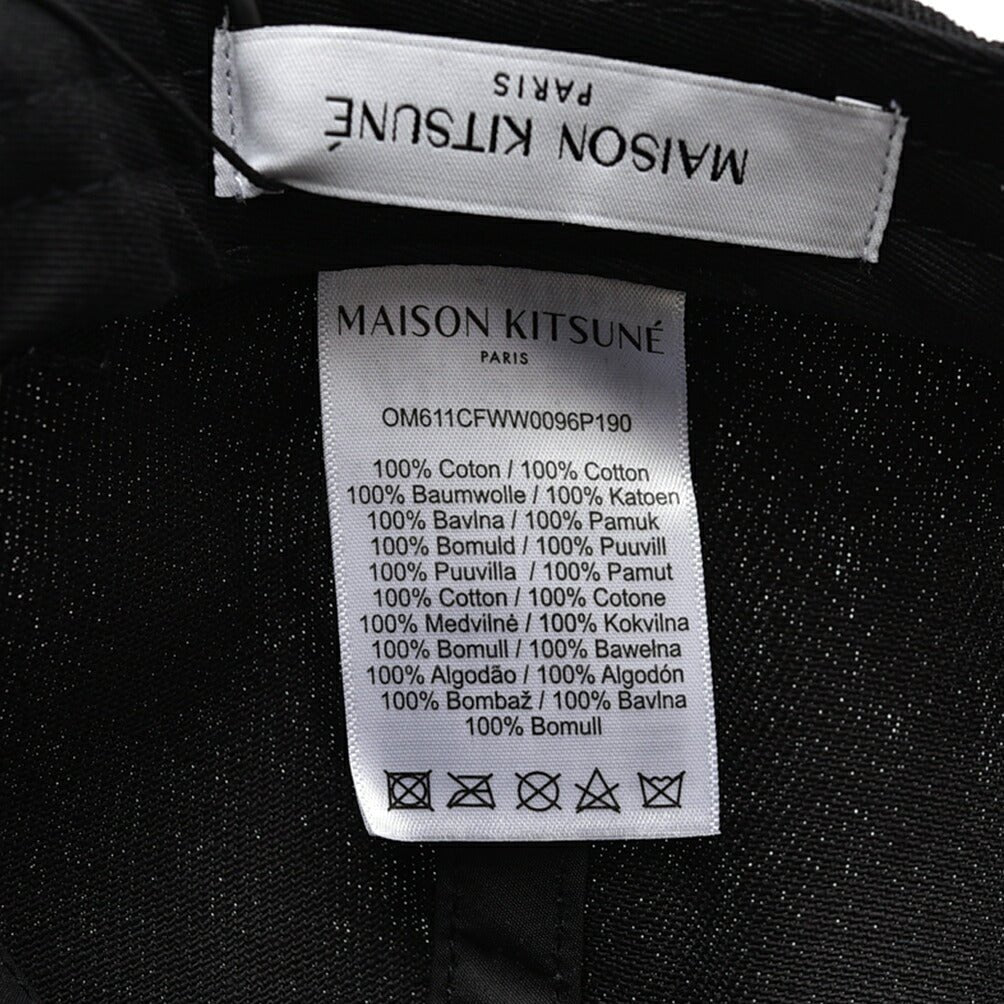 MAISON KITSUNÉ
PARIS
MAISON KITSUNÉ
PARIS
OM611CFWW0096P190
100% Coton / 100% Cotton
100% Baumwolle / 100% Katoen
100% Bavlna / 100% Pamuk
100% Bomuld / 100% Puuvill
100% Puuvilla / 100% Pamut
100% Cotton / 100% Cotone
100% Medvilnė / 100% Kokvilna
100% Bomull / 100% Bawełna
100% Algodão / 100% Algodón
100% Bombaž / 100% Bavlna
100% Bomull